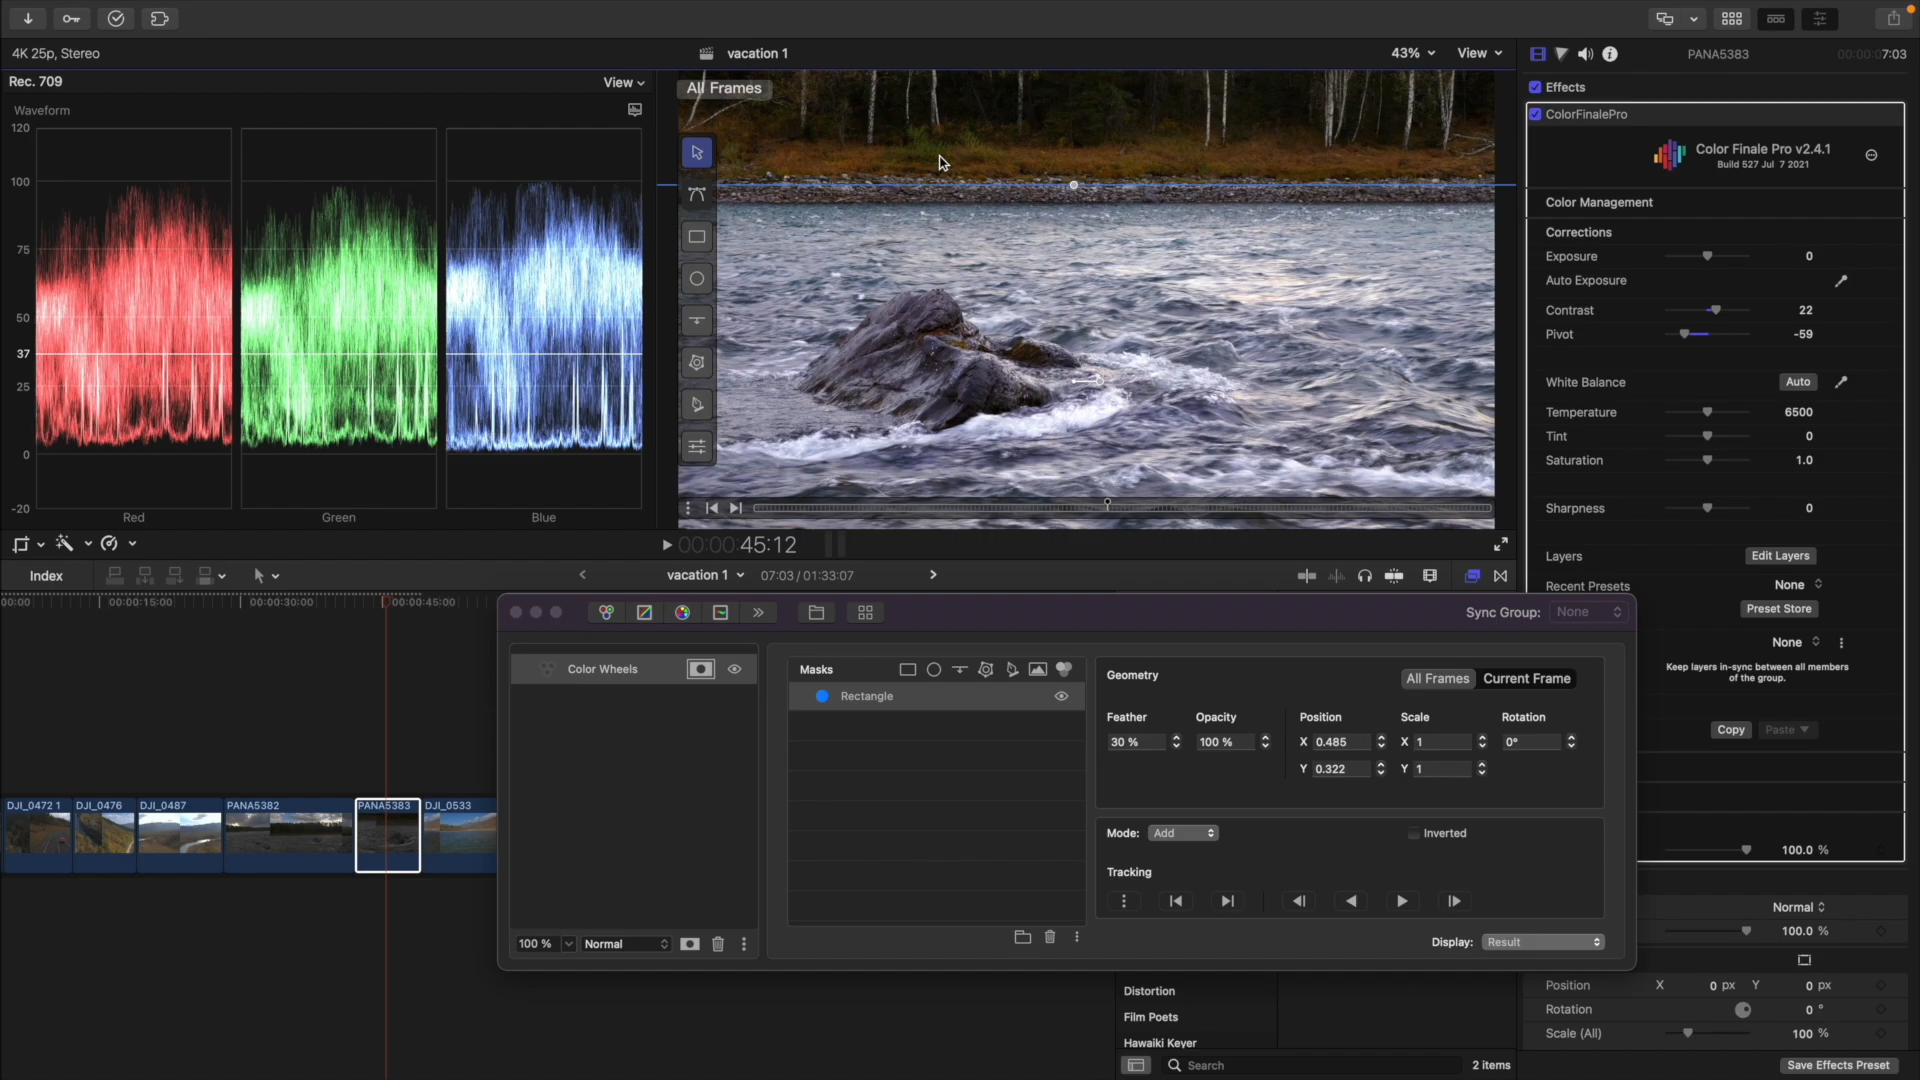 4K 25p, Stereo
vacation 1
43%
View
PANA5383
00:00:07:03
Rec. 709
View
All Frames
Effects
Waveform
ColorFinalePro
120
100
75
50
37
25
0
-20
Red
Green
Blue
Color Finale Pro v2.4.1
Build 527 Jul 7 2021
Color Management
Corrections
Exposure 0
Auto Exposure
Contrast 22
Pivot -59
White Balance Auto
Temperature 6500
Tint 0
Saturation 1.0
Sharpness 0
Layers Edit Layers
Recent Presets None
Preset Store
None
Keep layers in-sync between all members
of the group.
Copy Paste
100.0 %
Normal
100.0 %
Position X 0 px Y 0 px
Rotation 0 °
Scale (All) 100 %
Save Effects Preset
00:00:45:12
Index
vacation 1
07:03 / 01:33:07
00:00
00:00:15:00
00:00:30:00
00:00:45:00
Sync Group: None
Color Wheels
Masks
Rectangle
Geometry
All Frames Current Frame
Feather Opacity Position Scale Rotation
30 % 100 % X 0.485 X 1 0°
Y 0.322 Y 1
Mode: Add Inverted
Tracking
100 % Normal
Display: Result
DJI_0472 1
DJI_0476
DJI_0487
PANA5382
PANA5383
DJI_0533
Distortion
Film Poets
Hawaiki Keyer
Search
2 items